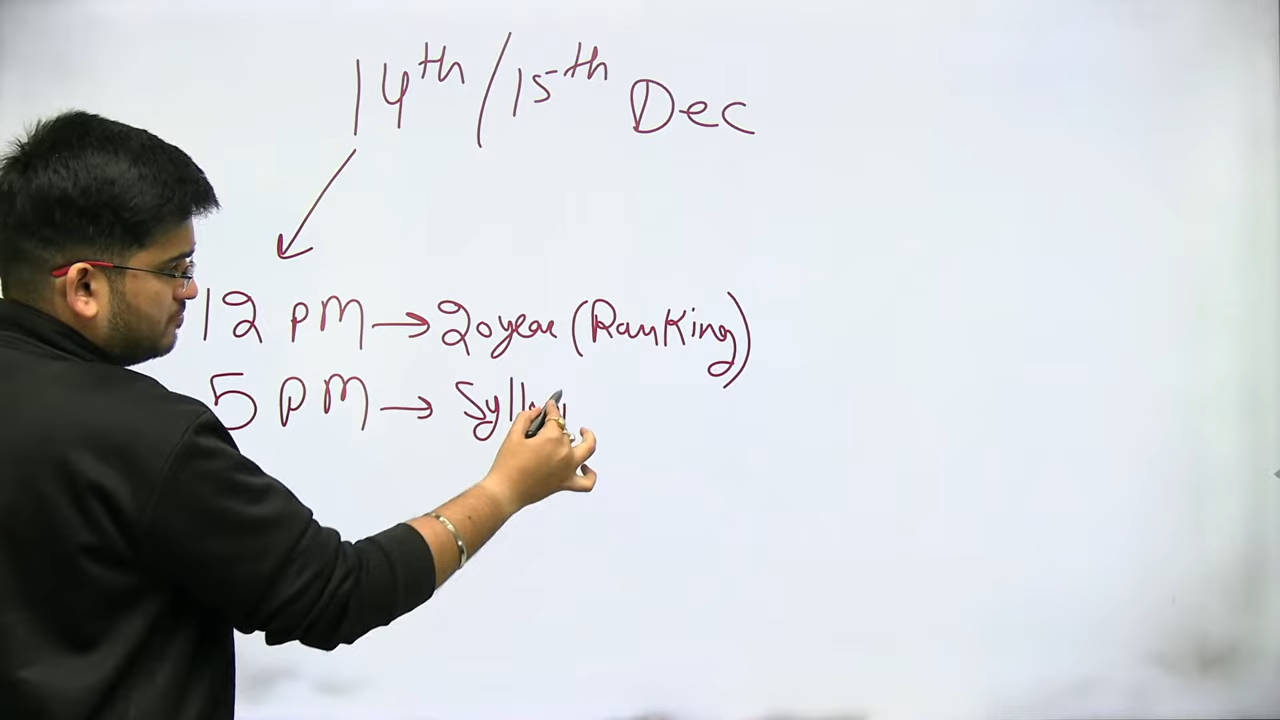 14th/15th Dec
12 PM → 20 year (Ranking)
5 PM →